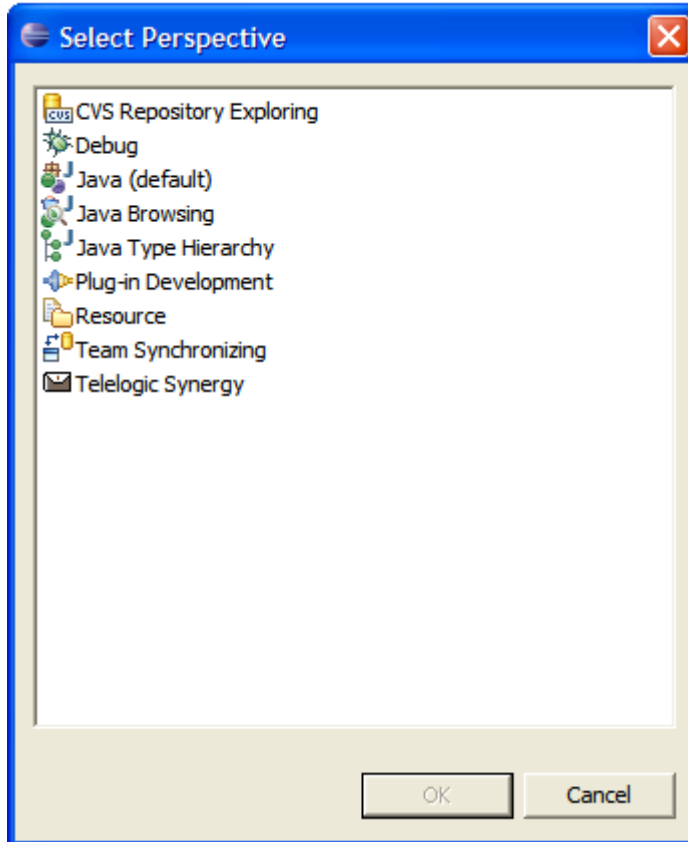 Select Perspective
CVS Repository Exploring
Debug
Java (default)
Java Browsing
Java Type Hierarchy
Plug-in Development
Resource
Team Synchronizing
Telelogic Synergy
OK Cancel